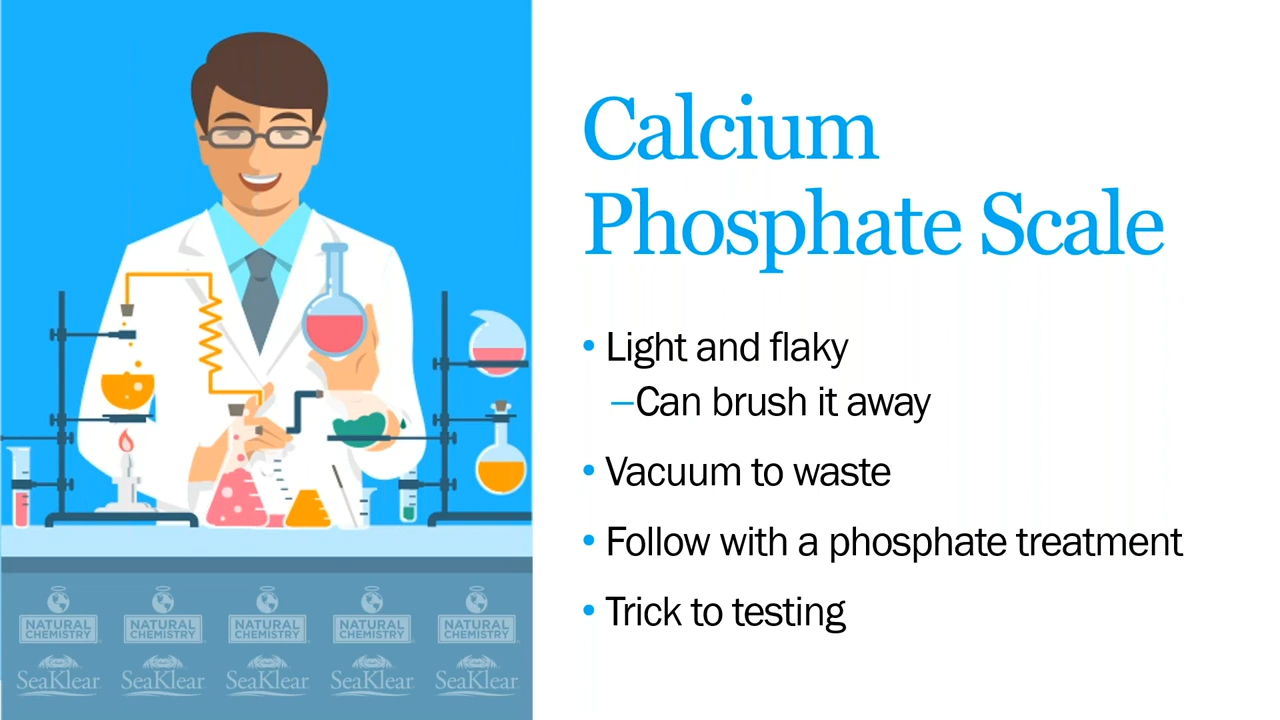 Calcium
Phosphate Scale
• Light and flaky
–Can brush it away
• Vacuum to waste
• Follow with a phosphate treatment
• Trick to testing
NATURAL CHEMISTRY NATURAL CHEMISTRY NATURAL CHEMISTRY NATURAL CHEMISTRY NATURAL CHEMISTRY
SeaKlear SeaKlear SeaKlear SeaKlear SeaKlear